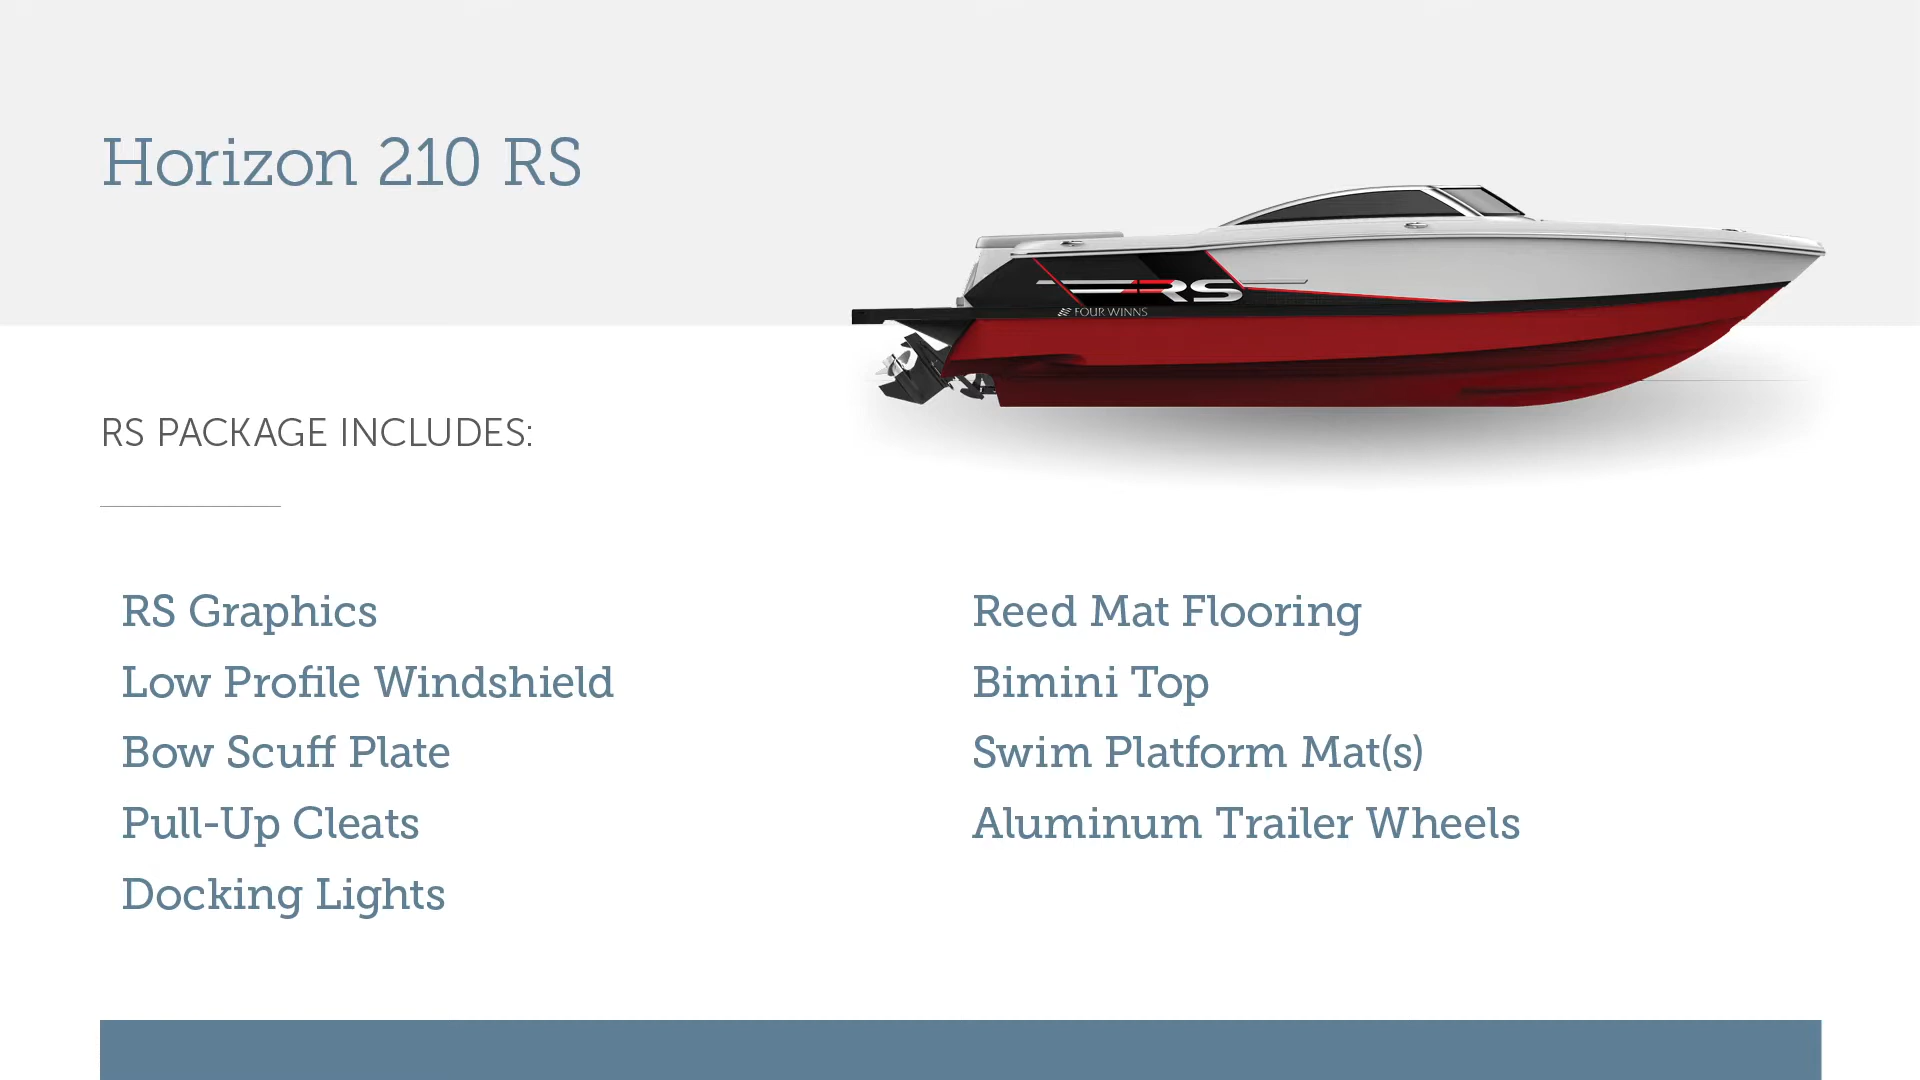 Horizon 210 RS
RS
FOUR WINNS
RS PACKAGE INCLUDES:
RS Graphics
Low Profile Windshield
Bow Scuff Plate
Pull-Up Cleats
Docking Lights
Reed Mat Flooring
Bimini Top
Swim Platform Mat(s)
Aluminum Trailer Wheels